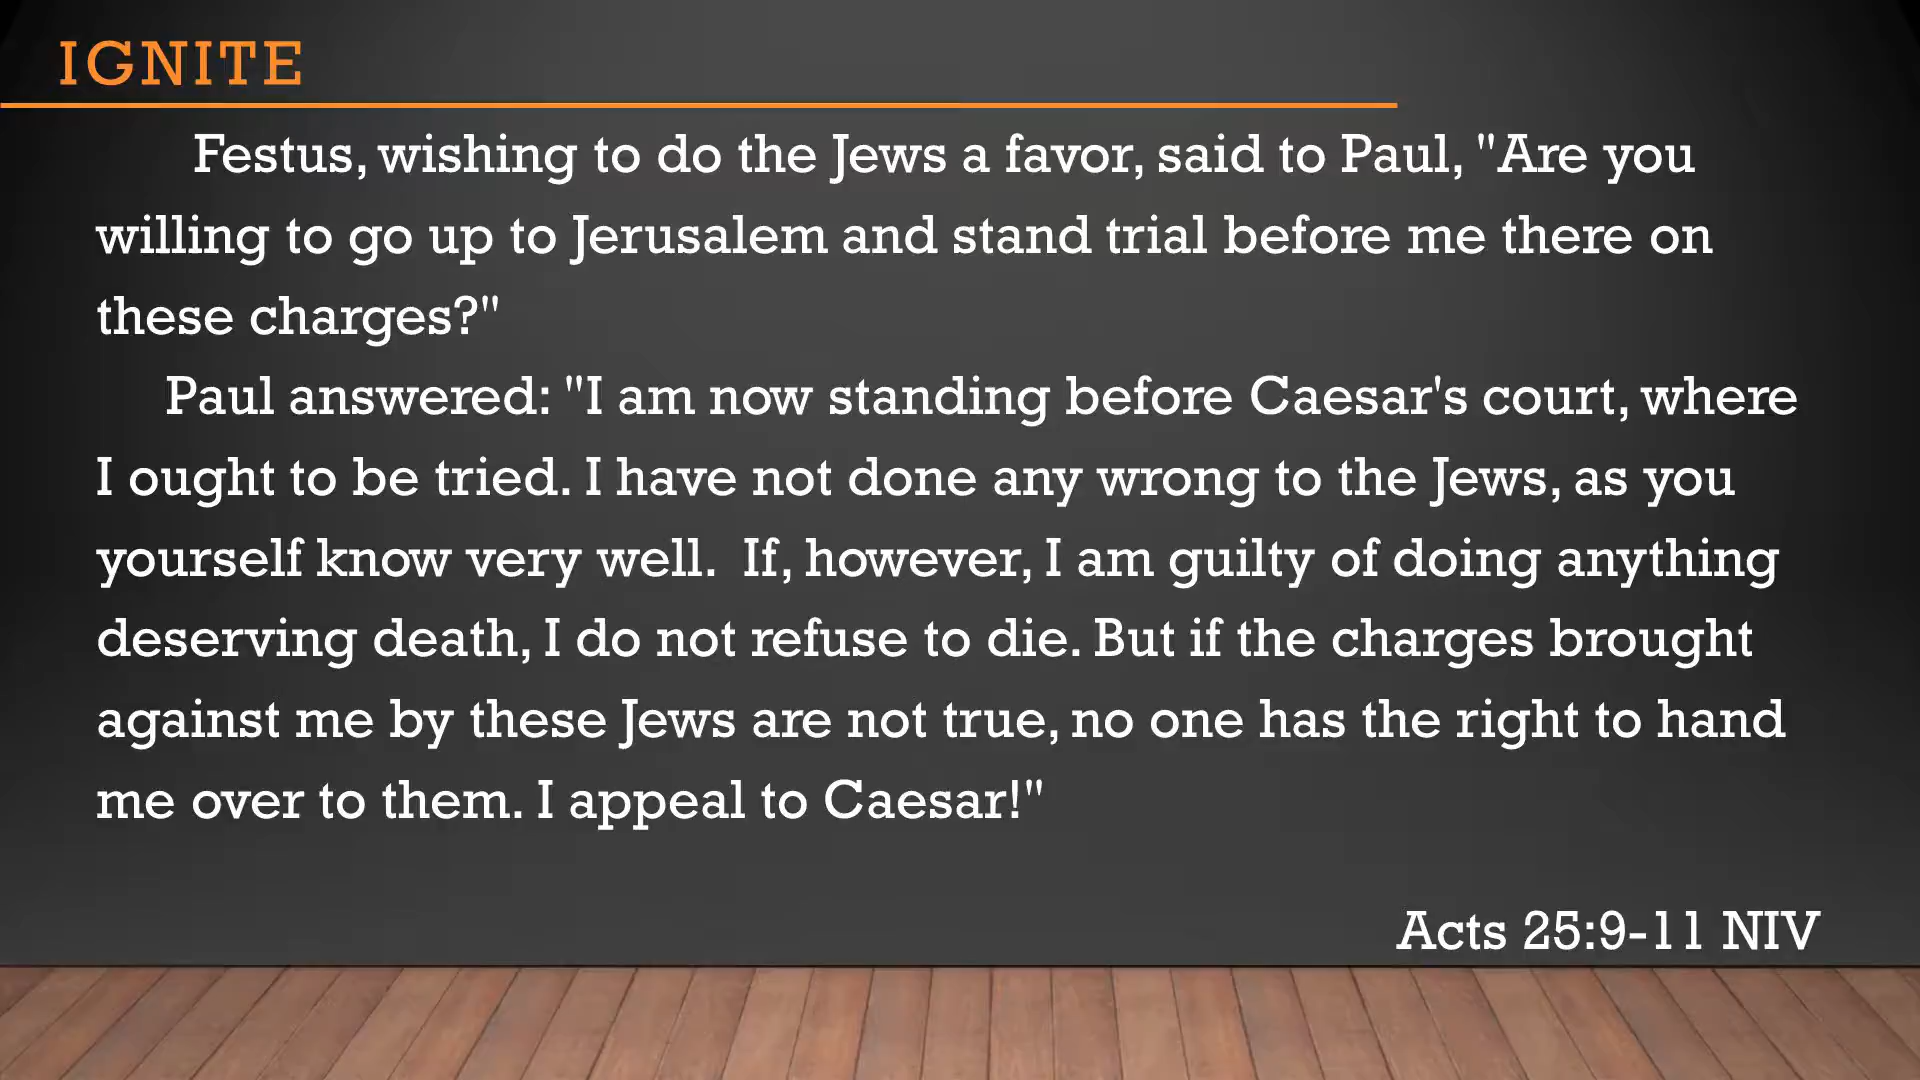 IGNITE
Festus, wishing to do the Jews a favor, said to Paul, "Are you
willing to go up to Jerusalem and stand trial before me there on
these charges?"
Paul answered: "I am now standing before Caesar's court, where
I ought to be tried. I have not done any wrong to the Jews, as you
yourself know very well.  If, however, I am guilty of doing anything
deserving death, I do not refuse to die. But if the charges brought
against me by these Jews are not true, no one has the right to hand
me over to them. I appeal to Caesar!"
Acts 25:9-11 NIV